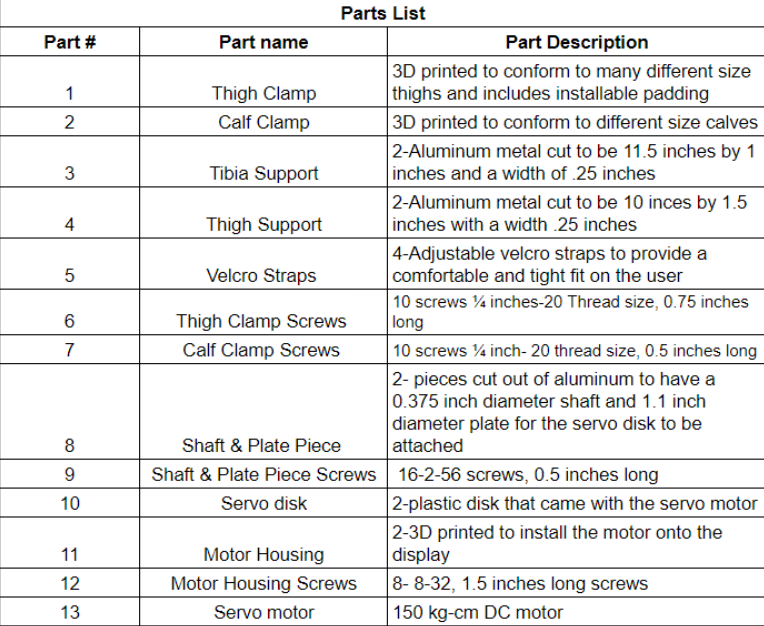 Parts List
Part # Part name Part Description
3D printed to conform to many different size
1 Thigh Clamp thighs and includes installable padding
2 Calf Clamp 3D printed to conform to different size calves
2-Aluminum metal cut to be 11.5 inches by 1
3 Tibia Support inches and a width of .25 inches
2-Aluminum metal cut to be 10 inces by 1.5
4 Thigh Support inches with a width .25 inches
4-Adjustable velcro straps to provide a
5 Velcro Straps comfortable and tight fit on the user
10 screws ¼ inches-20 Thread size, 0.75 inches
6 Thigh Clamp Screws long
7 Calf Clamp Screws 10 screws ¼ inch- 20 thread size, 0.5 inches long
2- pieces cut out of aluminum to have a
0.375 inch diameter shaft and 1.1 inch
diameter plate for the servo disk to be
8 Shaft & Plate Piece attached
9 Shaft & Plate Piece Screws 16-2-56 screws, 0.5 inches long
10 Servo disk 2-plastic disk that came with the servo motor
2-3D printed to install the motor onto the
11 Motor Housing display
12 Motor Housing Screws 8- 8-32, 1.5 inches long screws
13 Servo motor 150 kg-cm DC motor